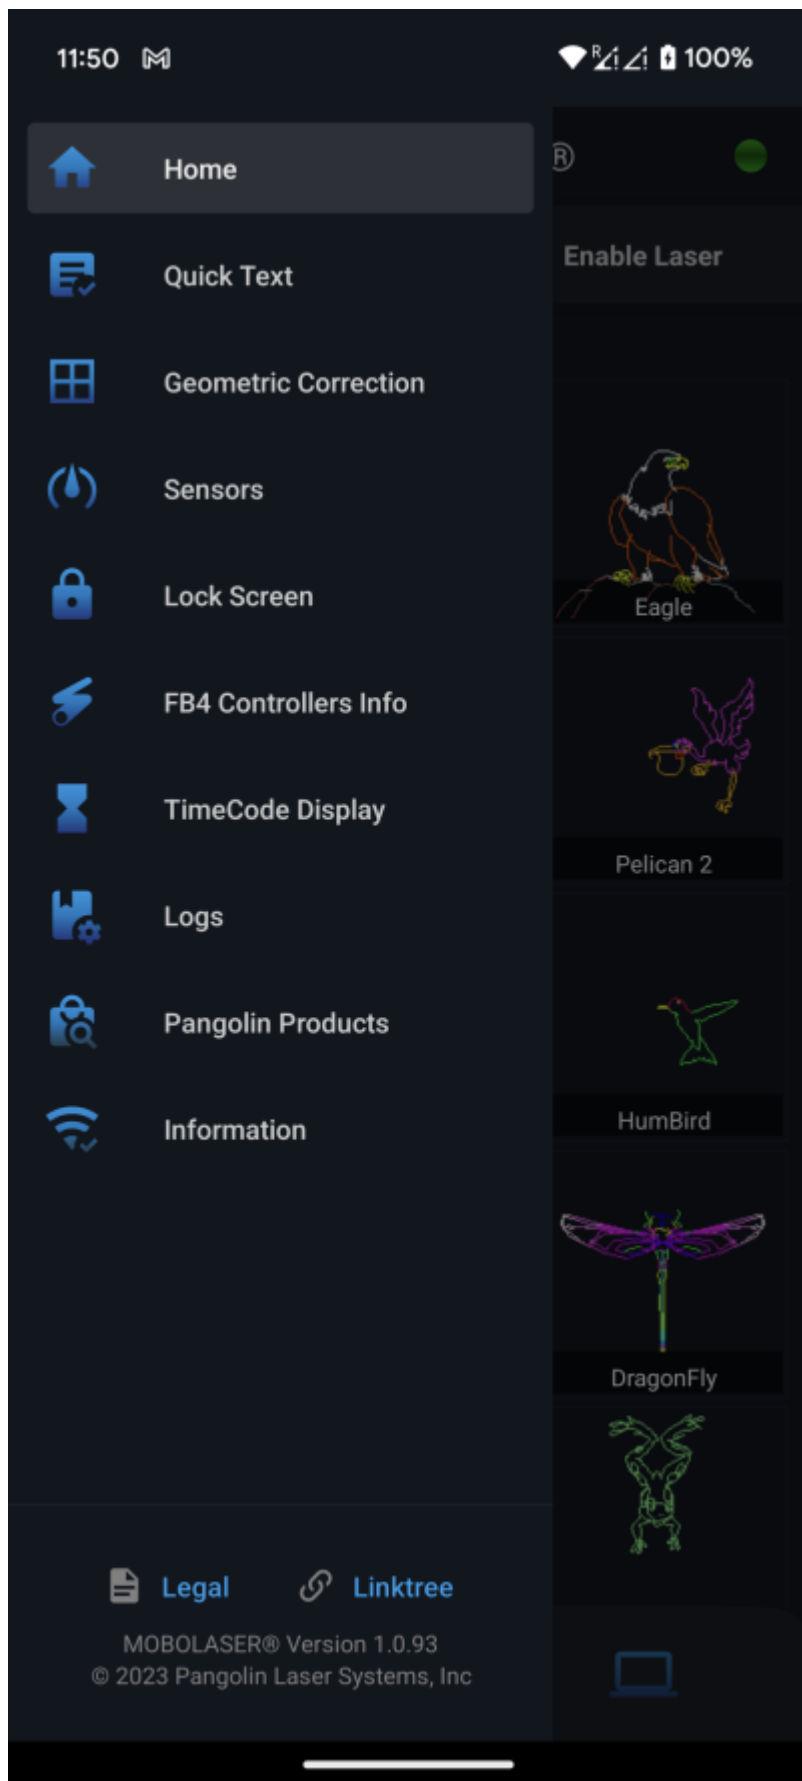 11:50
R
100%
Home
®
Enable Laser
Quick Text
Geometric Correction
Sensors
Lock Screen
Eagle
FB4 Controllers Info
TimeCode Display
Pelican 2
Logs
Pangolin Products
Information
HumBird
DragonFly
Legal
Linktree
MOBOLASER® Version 1.0.93
© 2023 Pangolin Laser Systems, Inc